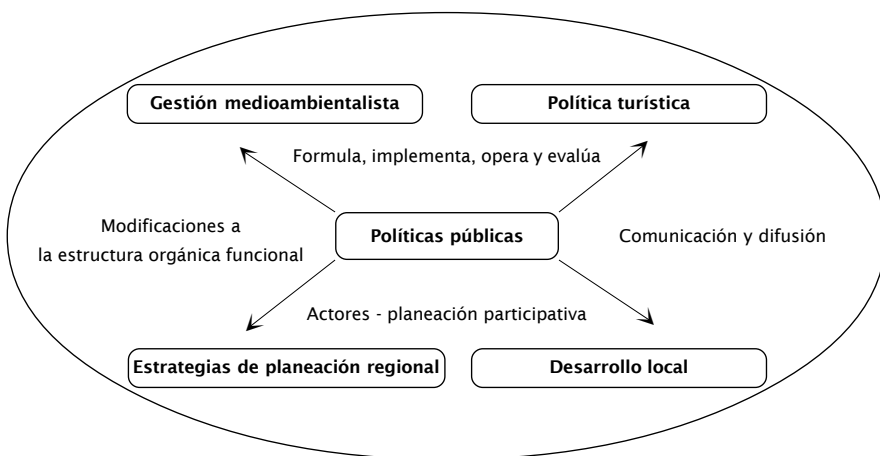 Gestión medioambientalista
Política turística
Formula, implementa, opera y evalúa
Modificaciones a
la estructura orgánica funcional
Políticas públicas
Comunicación y difusión
Actores - planeación participativa
Estrategias de planeación regional
Desarrollo local